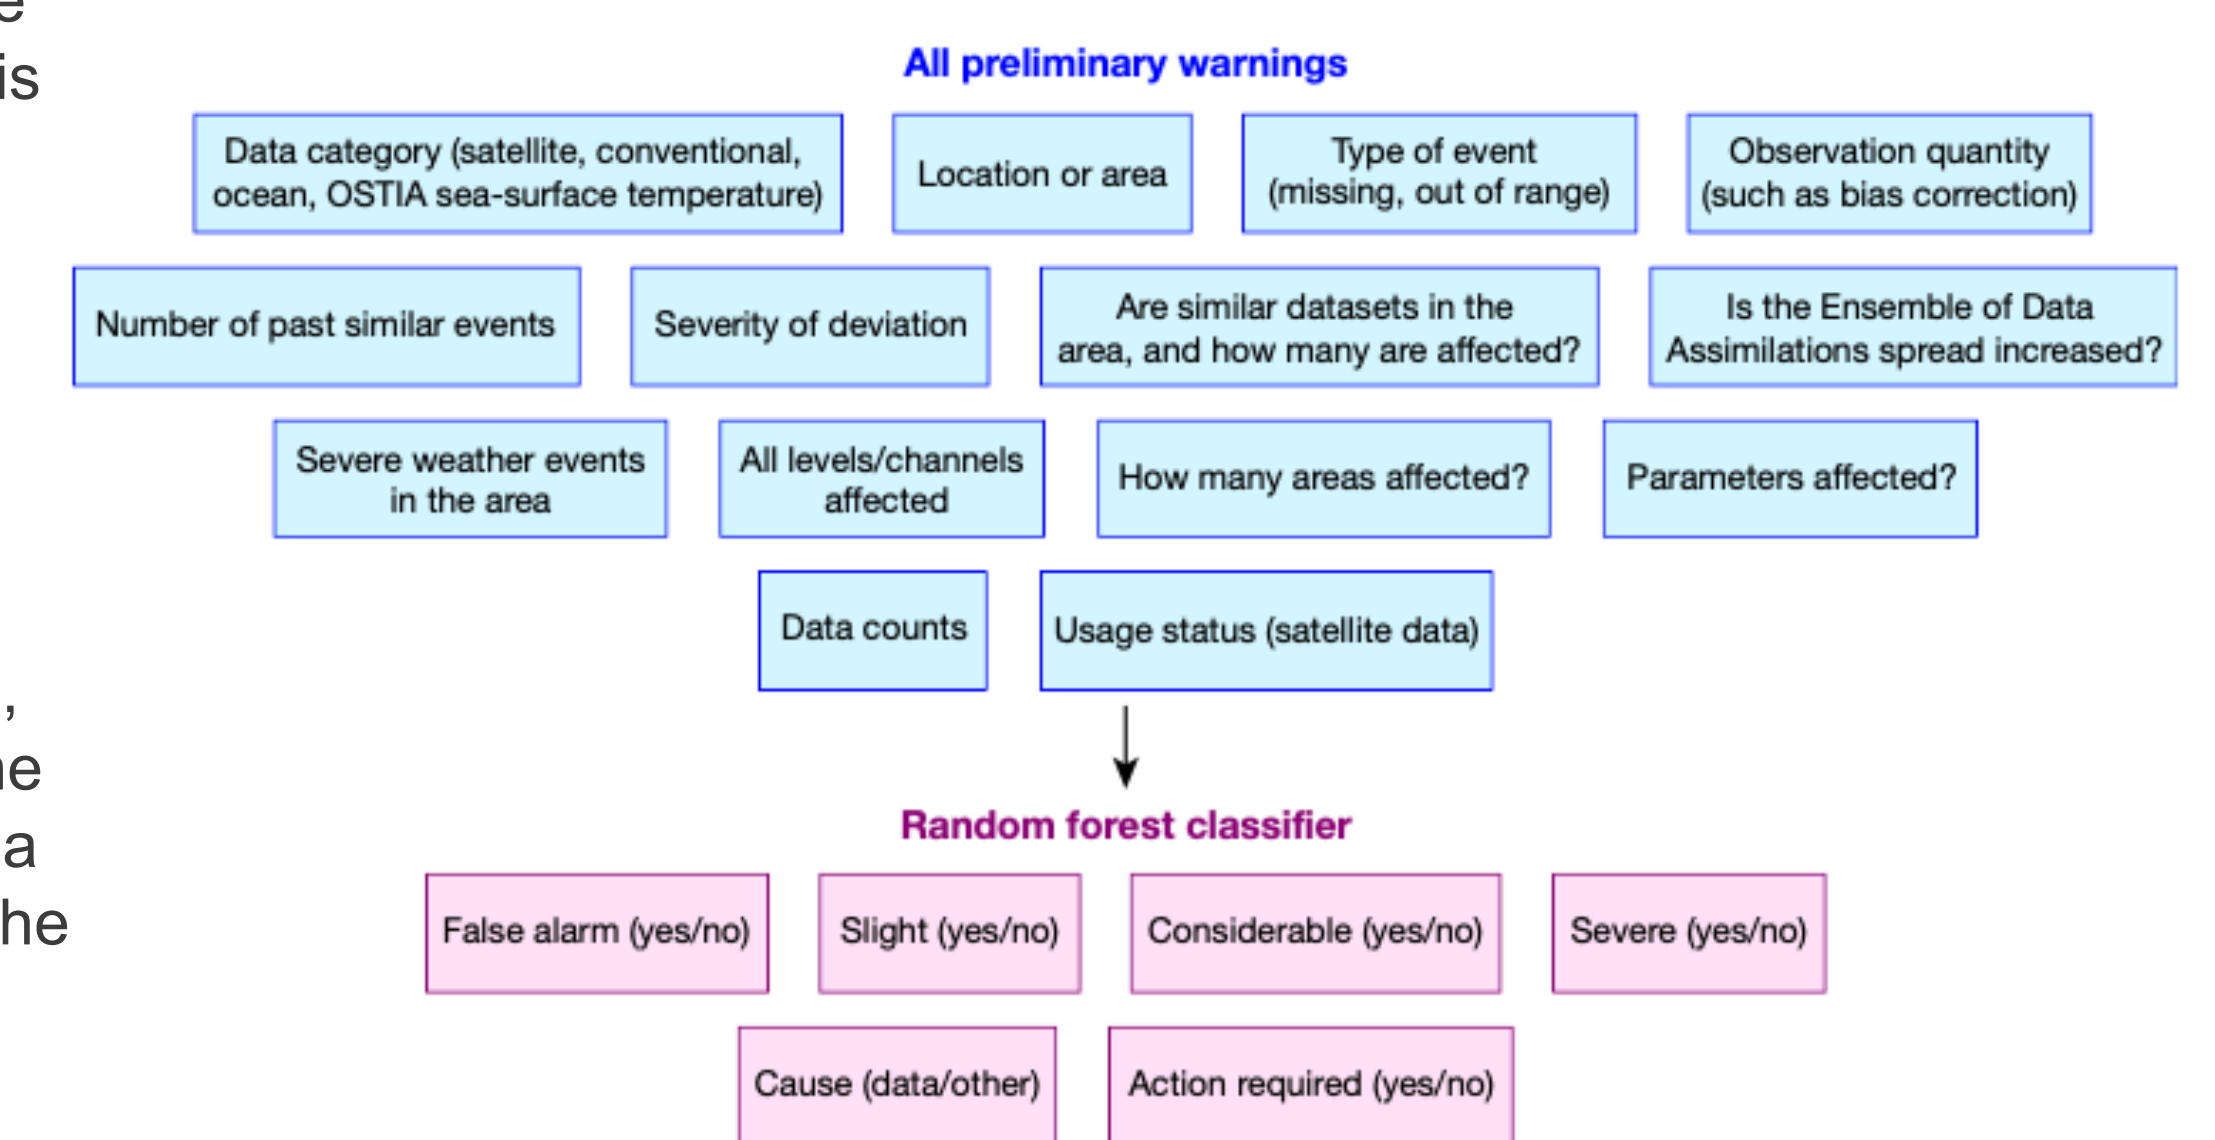 e
is
All preliminary warnings
Data category (satellite, conventional,
ocean, OSTIA sea-surface temperature)
Location or area
Type of event
(missing, out of range)
Observation quantity
(such as bias correction)
Number of past similar events
Severity of deviation
Are similar datasets in the
area, and how many are affected?
Is the Ensemble of Data
Assimilations spread increased?
Severe weather events
in the area
All levels/channels
affected
How many areas affected?
Parameters affected?
Data counts
Usage status (satellite data)
,
ne
a
he
Random forest classifier
False alarm (yes/no)
Slight (yes/no)
Considerable (yes/no)
Severe (yes/no)
Cause (data/other)
Action required (yes/no)